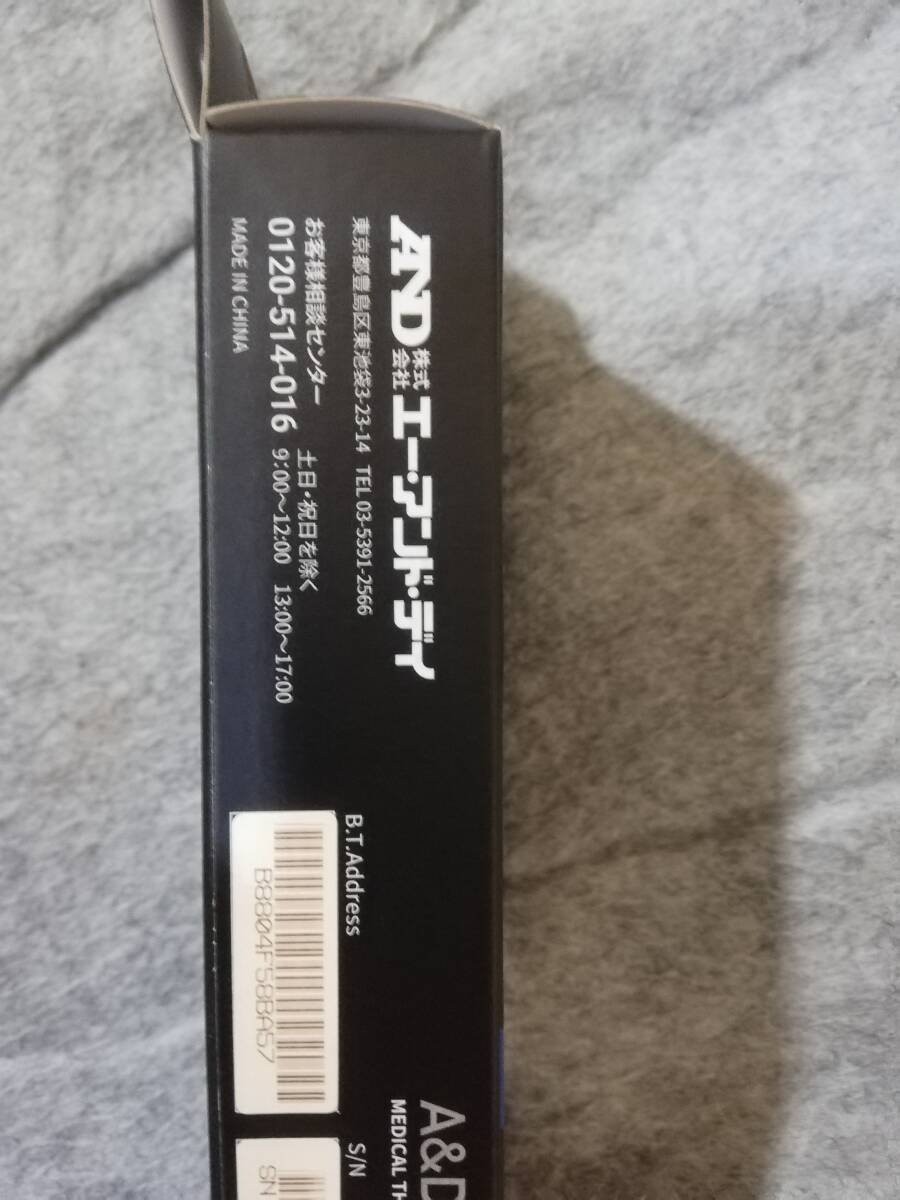 AND 株式会社 エー・アンド・デイ
東京都豊島区東池袋3-23-14 TEL 03-5391-2566
お客様相談センター
0120-514-016
土日・祝日を除く
9:00～12:00 13:00～17:00
MADE IN CHINA
B.T.Address
B8804F58BA57
A&D
MEDICAL TH
S/N
SN